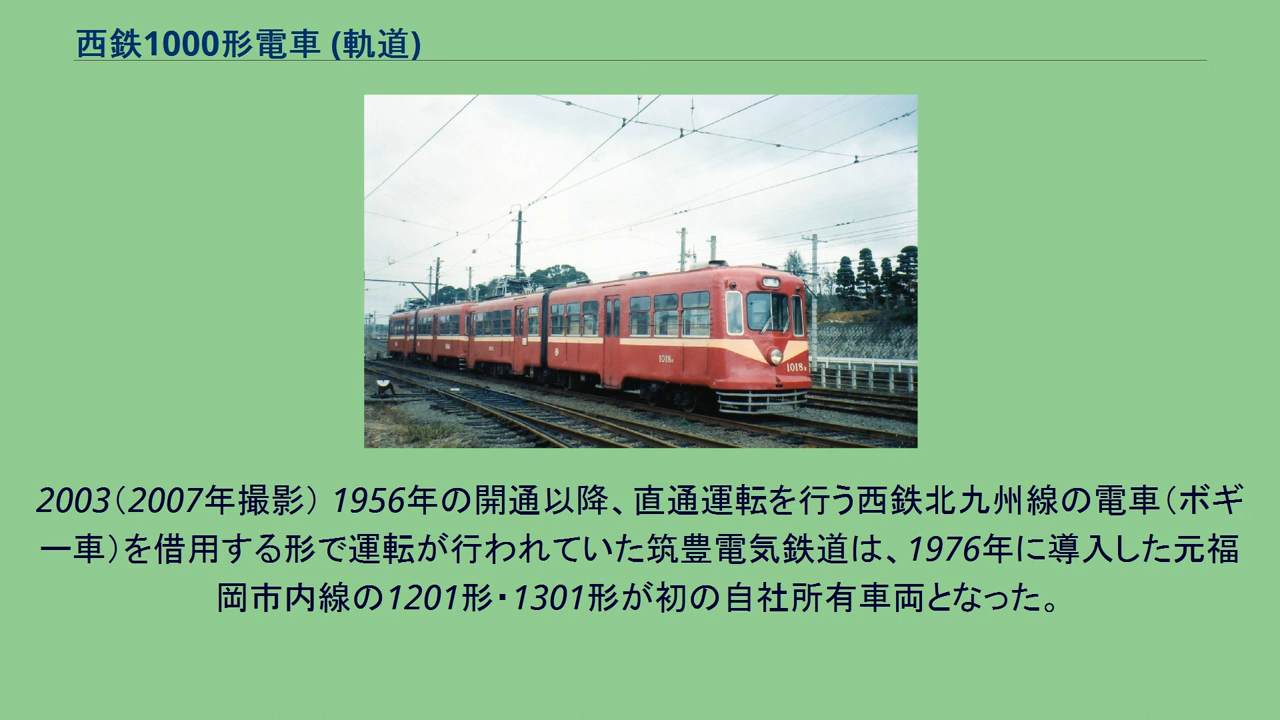 西鉄1000形電車 (軌道)
1018B
1018B
2003（2007年撮影） 1956年の開通以降、直通運転を行う西鉄北九州線の電車（ボギ
ー車）を借用する形で運転が行われていた筑豊電気鉄道は、1976年に導入した元福
岡市内線の1201形・1301形が初の自社所有車両となった。